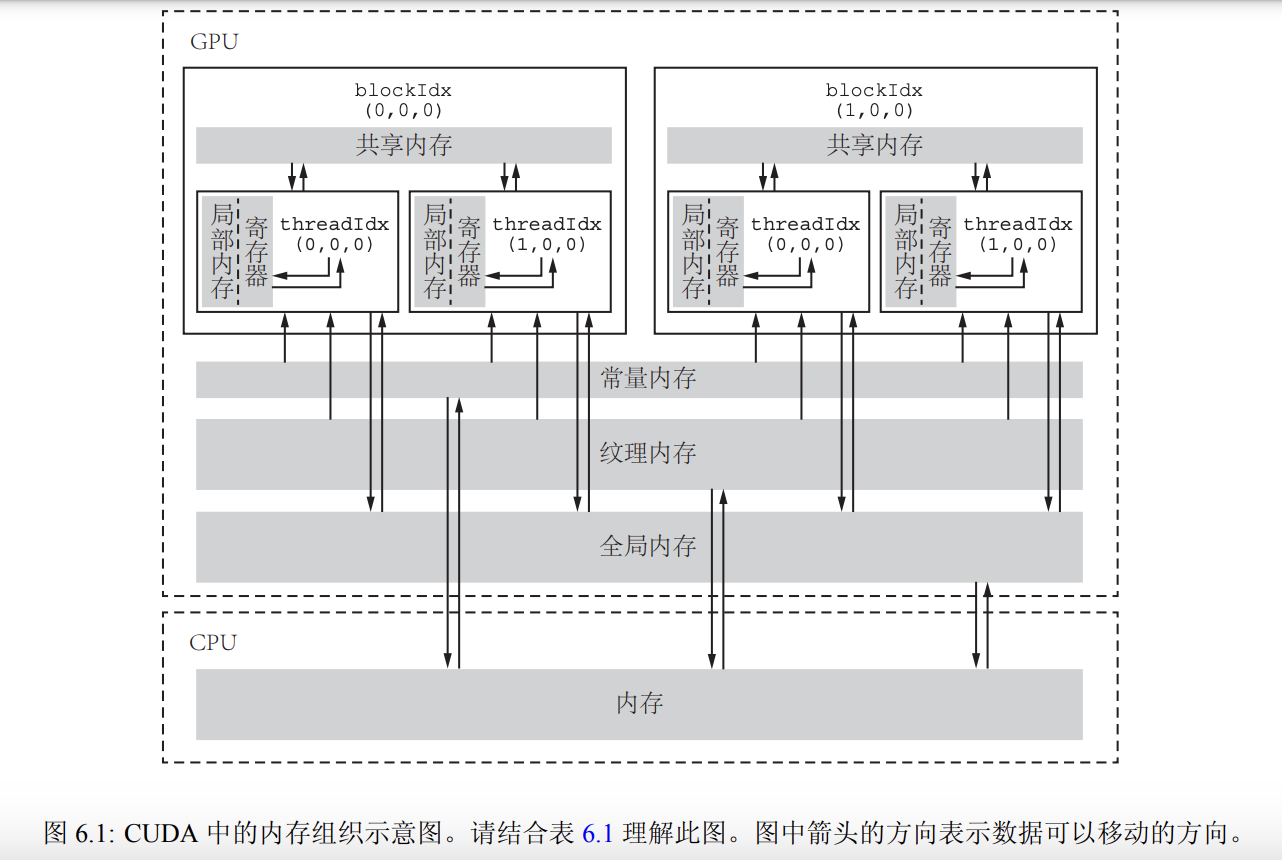 GPU
blockIdx
(0,0,0)
共享内存
局部内存
寄存器
threadIdx
(0,0,0)
局部内存
寄存器
threadIdx
(1,0,0)
blockIdx
(1,0,0)
共享内存
局部内存
寄存器
threadIdx
(0,0,0)
局部内存
寄存器
threadIdx
(1,0,0)
常量内存
纹理内存
全局内存
CPU
内存
图 6.1: CUDA 中的内存组织示意图。请结合表 6.1 理解此图。图中箭头的方向表示数据可以移动的方向。